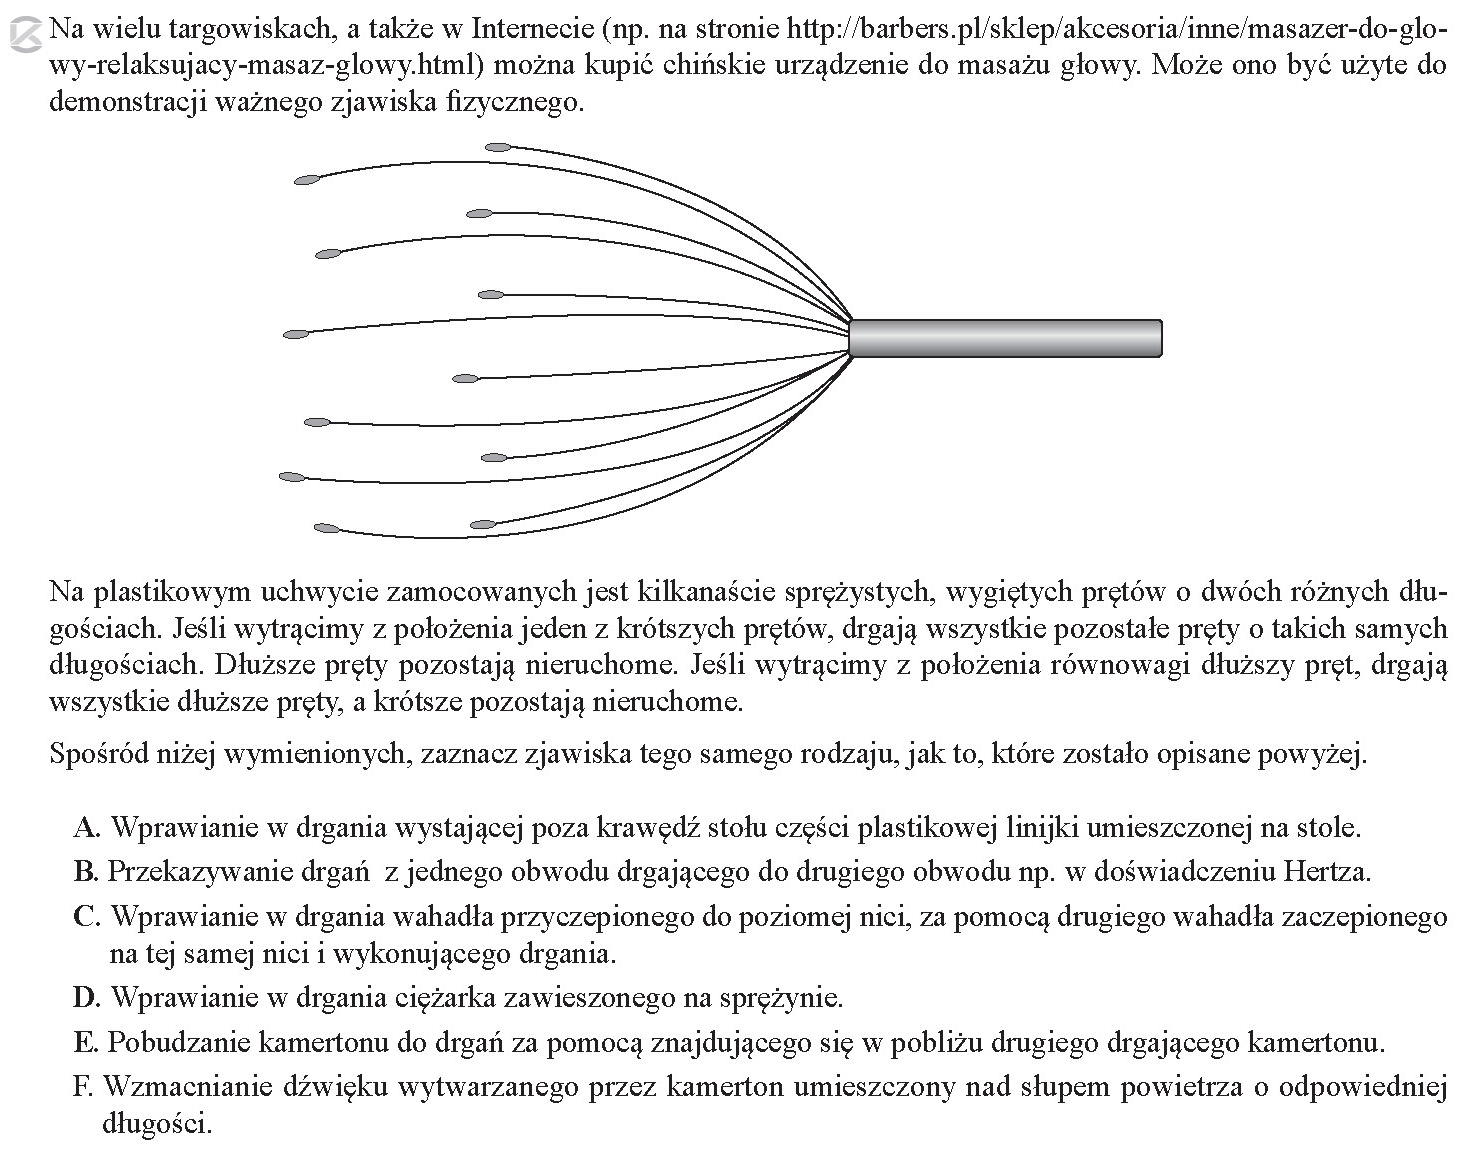 Na wielu targowiskach, a także w Internecie (np. na stronie http://barbers.pl/sklep/akcesoria/inne/masazer-do-glo-
wy-relaksujacy-masaz-glowy.html) można kupić chińskie urządzenie do masażu głowy. Może ono być użyte do
demonstracji ważnego zjawiska fizycznego.
Na plastikowym uchwycie zamocowanych jest kilkanaście sprężystych, wygiętych prętów o dwóch różnych dłu-
gościach. Jeśli wytrącimy z położenia jeden z krótszych prętów, drgają wszystkie pozostałe pręty o takich samych
długościach. Dłuższe pręty pozostają nieruchome. Jeśli wytrącimy z położenia równowagi dłuższy pręt, drgają
wszystkie dłuższe pręty, a krótsze pozostają nieruchome.
Spośród niżej wymienionych, zaznacz zjawiska tego samego rodzaju, jak to, które zostało opisane powyżej.
A. Wprawianie w drgania wystającej poza krawędź stołu części plastikowej linijki umieszczonej na stole.
B. Przekazywanie drgań z jednego obwodu drgającego do drugiego obwodu np. w doświadczeniu Hertza.
C. Wprawianie w drgania wahadła przyczepionego do poziomej nici, za pomocą drugiego wahadła zaczepionego
na tej samej nici i wykonującego drgania.
D. Wprawianie w drgania ciężarka zawieszonego na sprężynie.
E. Pobudzanie kamertonu do drgań za pomocą znajdującego się w pobliżu drugiego drgającego kamertonu.
F. Wzmacnianie dźwięku wytwarzanego przez kamerton umieszczony nad słupem powietrza o odpowiedniej
długości.